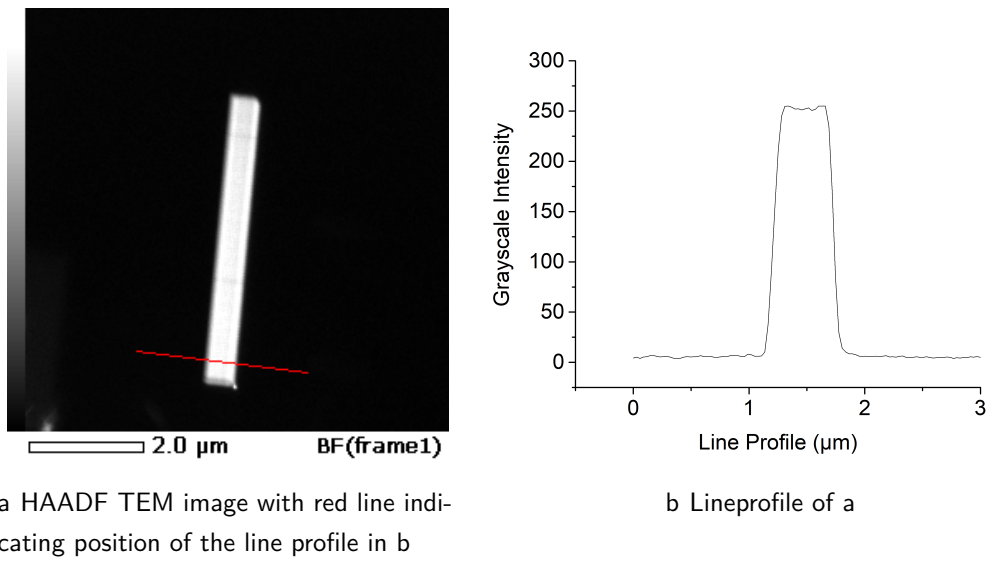 2.0 µm
BF(frame1)
a HAADF TEM image with red line indi-
cating position of the line profile in b
300
250
200
150
100
50
0
Grayscale Intensity
0
1
2
3
Line Profile (µm)
b Lineprofile of a